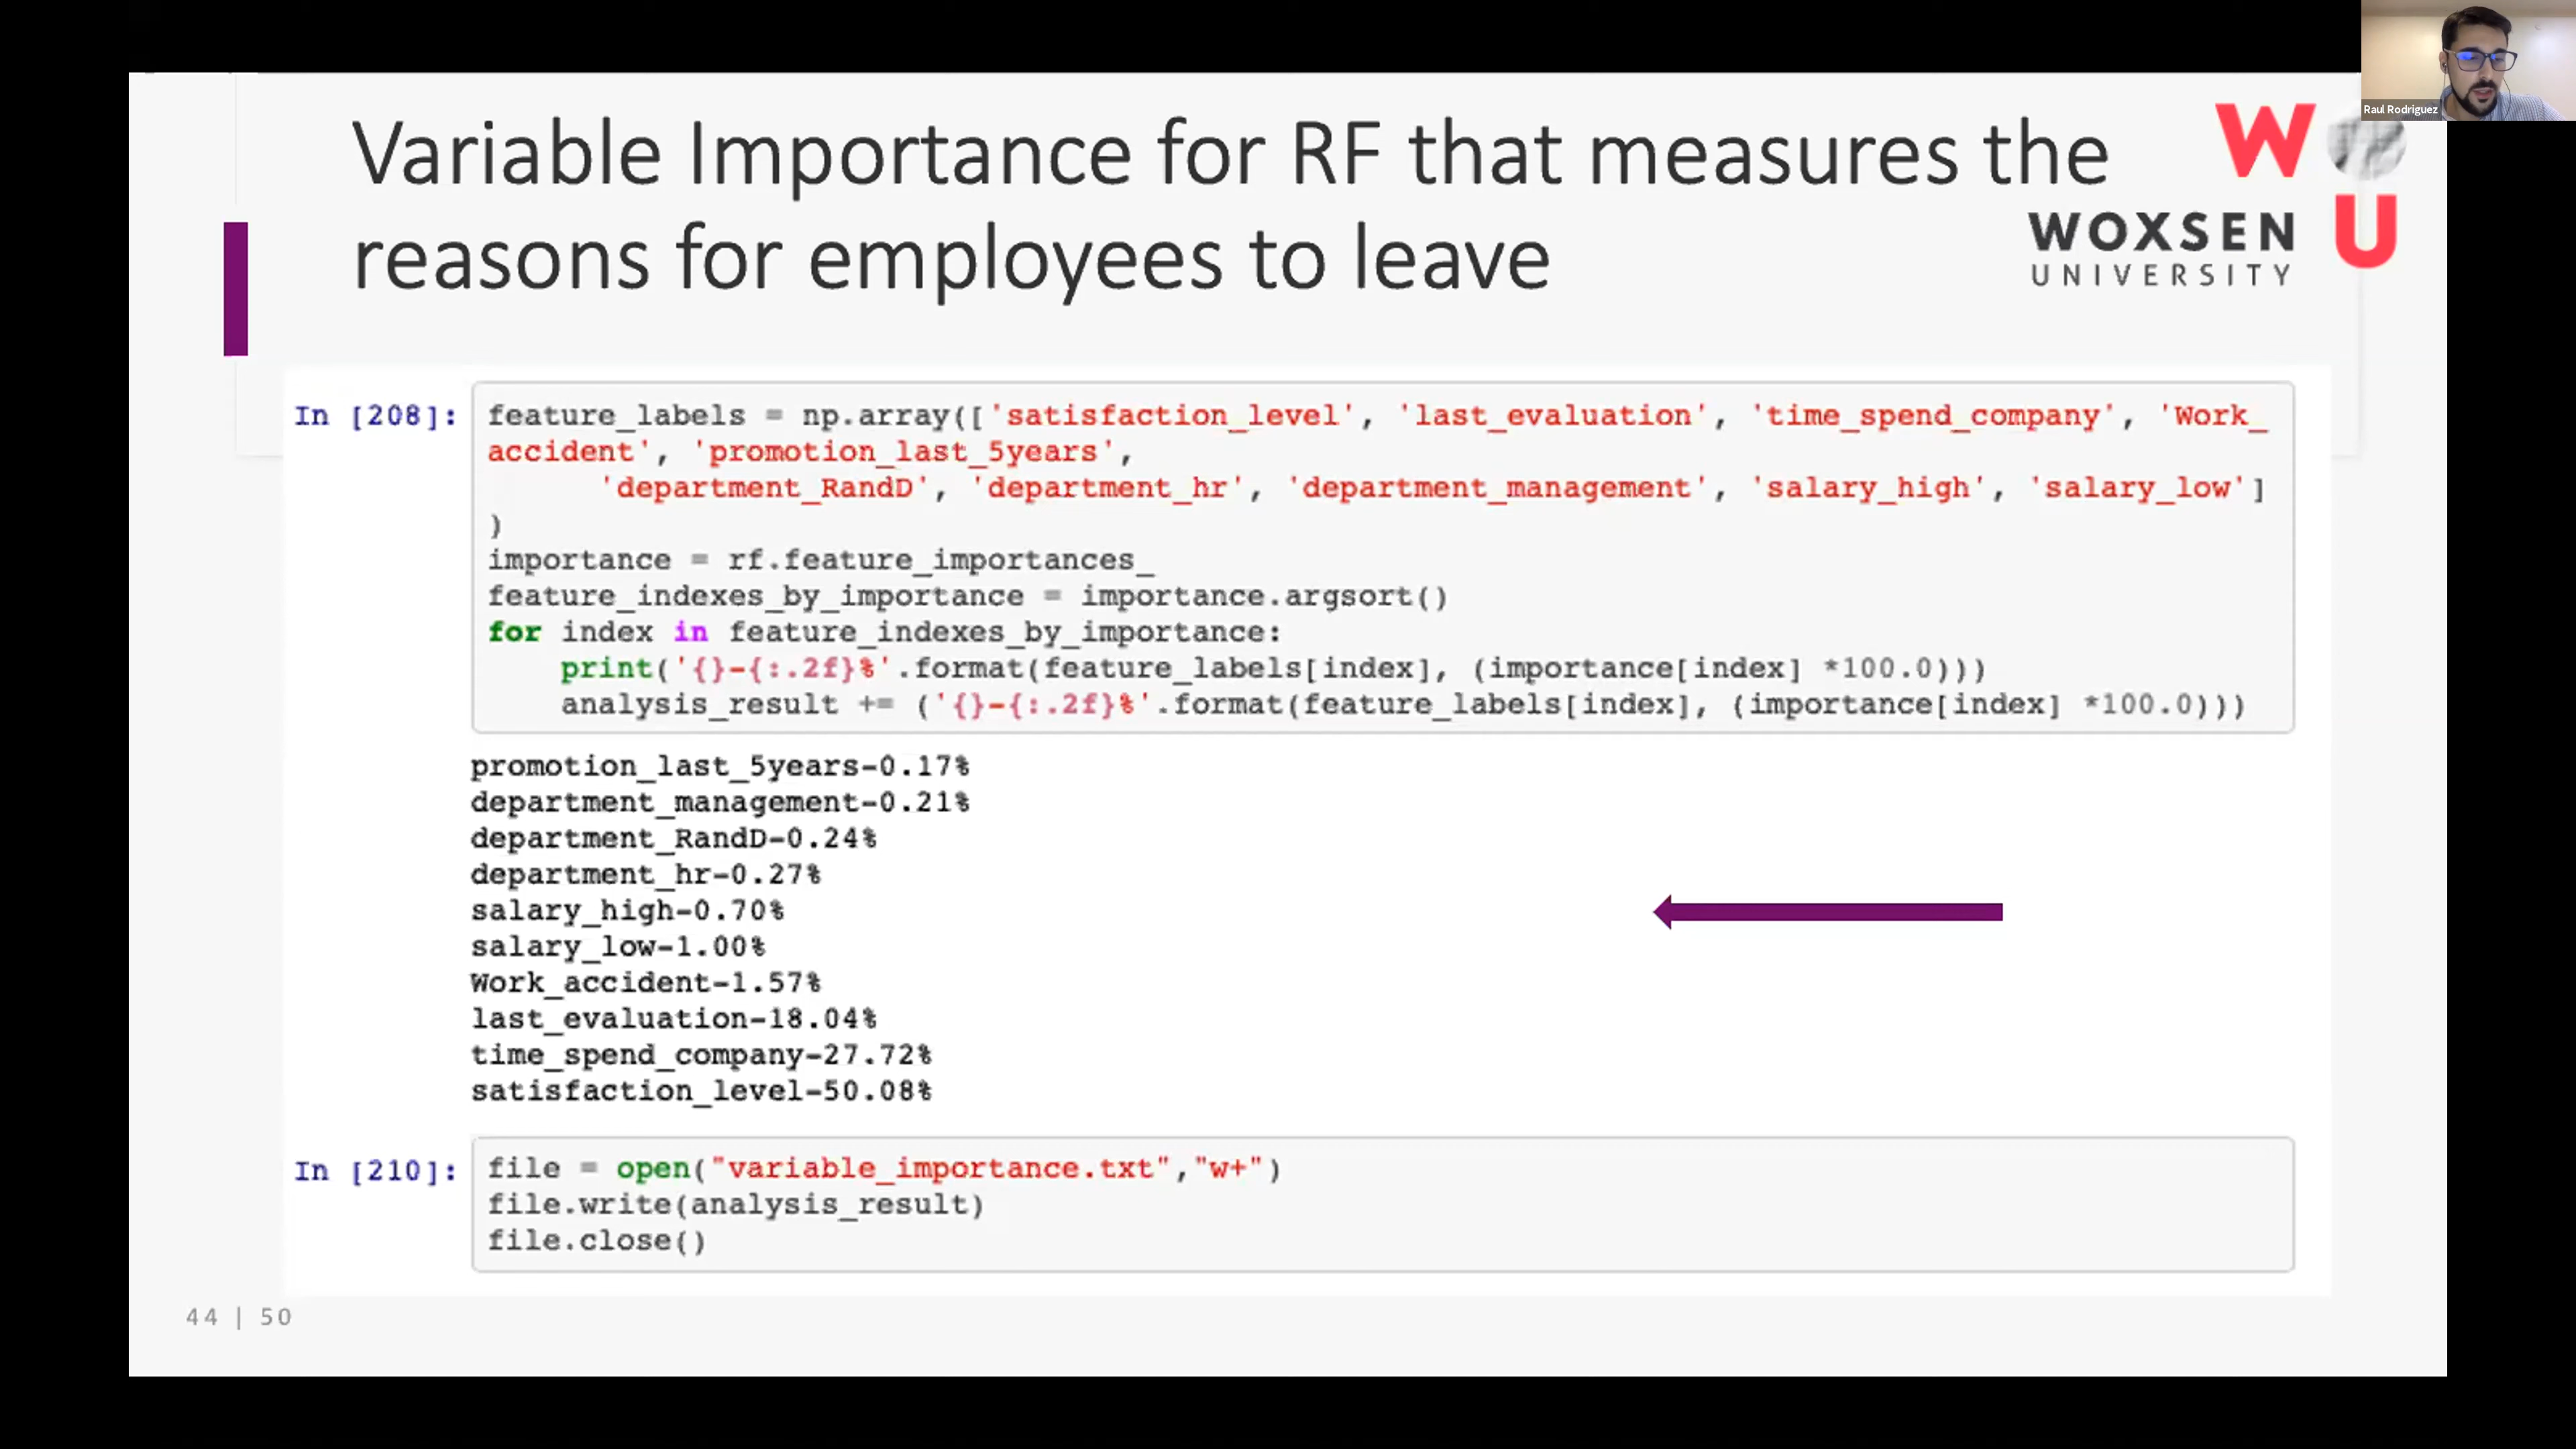 Raul Rodriguez
Variable Importance for RF that measures the
reasons for employees to leave
W U
WOXSEN
UNIVERSITY
In [208]:
feature_labels = np.array(['satisfaction_level', 'last_evaluation', 'time_spend_company', 'Work_
accident', 'promotion_last_5years',
'department_RandD', 'department_hr', 'department_management', 'salary_high', 'salary_low']
)
importance = rf.feature_importances_
feature_indexes_by_importance = importance.argsort()
for index in feature_indexes_by_importance:
print('{}-{:.2f}%'.format(feature_labels[index], (importance[index] *100.0)))
analysis_result += ('{}-{:.2f}%'.format(feature_labels[index], (importance[index] *100.0)))
promotion_last_5years-0.17%
department_management-0.21%
department_RandD-0.24%
department_hr-0.27%
salary_high-0.70%
salary_low-1.00%
Work_accident-1.57%
last_evaluation-18.04%
time_spend_company-27.72%
satisfaction_level-50.08%
In [210]:
file = open("variable_importance.txt","w+")
file.write(analysis_result)
file.close()
44 | 50